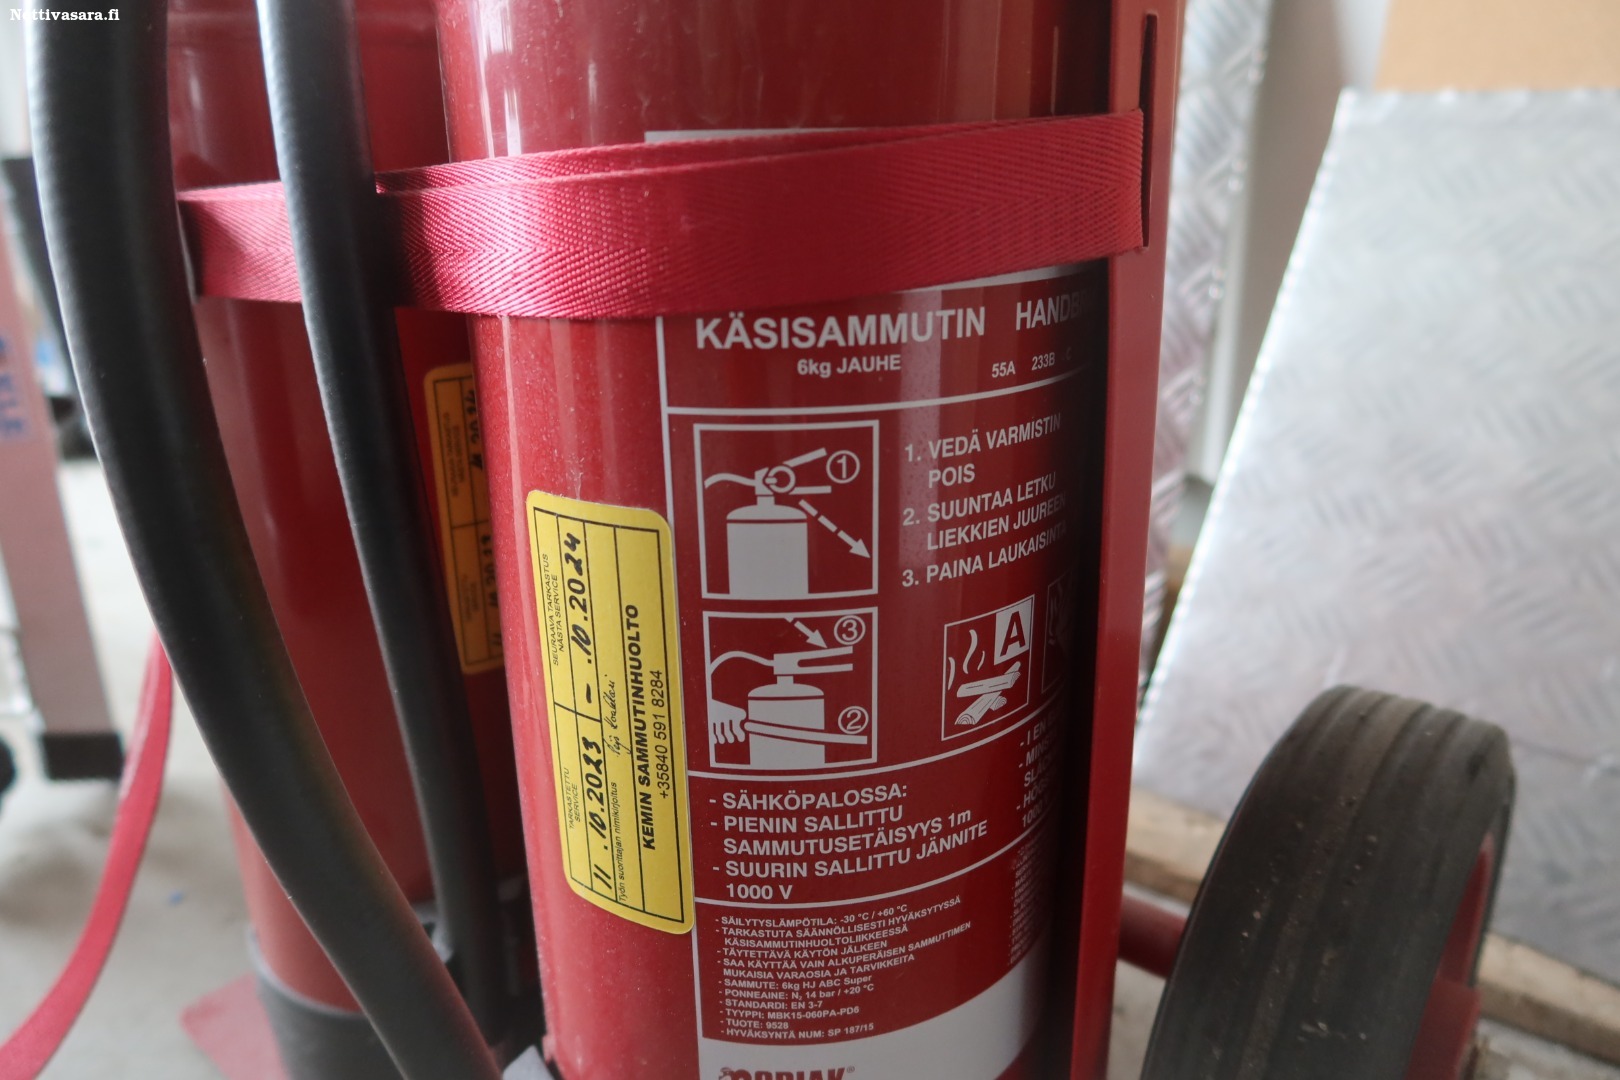 Nettivasara.fi
KÄSISAMMUTIN
6kg JAUHE
55A 233B C
1. VEDÄ VARMISTIN
POIS
2. SUUNTAA LETKU
LIEKKIEN JUUREEN
3. PAINA LAUKAISINTA
1
3
2
A
- SÄHKÖPALOSSA:
- PIENIN SALLITTU
SAMMUTUSETÄISYYS 1m
- SUURIN SALLITTU JÄNNITE
1000 V
- SÄILYTYSLÄMPÖTILA: -30 °C / +60 °C
- TARKASTUTA SÄÄNNÖLLISESTI HYVÄKSYTYSSÄ
KÄSISAMMUTINHUOLTOLIIKKEESSÄ
- TÄYTETTÄVÄ KÄYTÖN JÄLKEEN
- SAA KÄYTTÄÄ VAIN ALKUPERÄISEN SAMMUTTIMEN
MUKAISIA VARAOSIA JA TARVIKKEITA
- SAMMUTE: 6kg HJ ABC Super
- PONNEAINE: N₂ 14 bar / +20 °C
- STANDARDI: EN 3-7
- TYYPPI: MBK15-060PA-PD6
- TUOTE: 9528
- HYVÄKSYNTÄ NUM: SP 187/15
TARKASTETTU
SERVICE
SEURAAVA TARKASTUS
NÄSTA SERVICE
11.10.2023 - .10.2024
Työn suorittajan nimikirjoitus
KEMIN SAMMUTINHUOLTO
+35840 591 8284